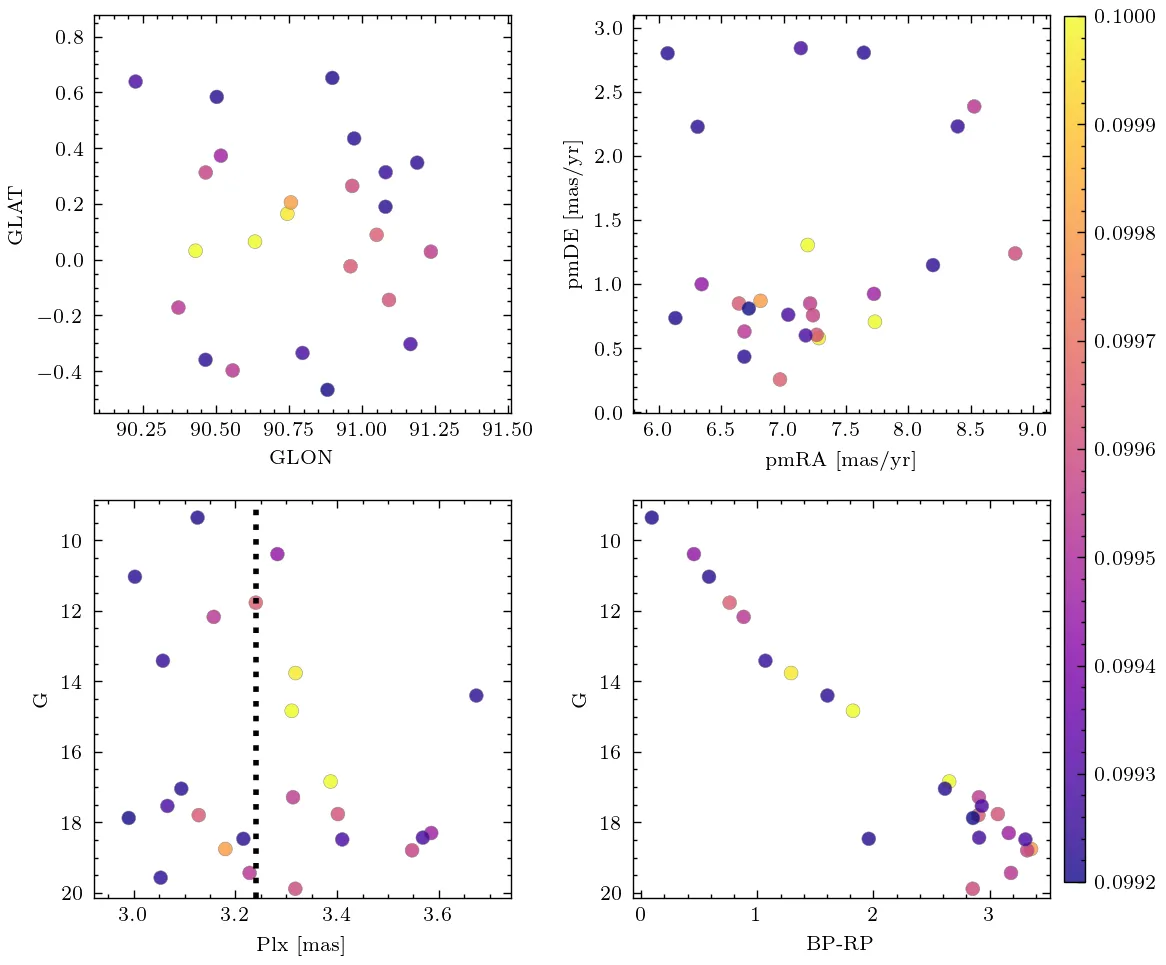 0.8
0.6
0.4
0.2
0.0
−0.2
−0.4
GLAT
90.25 90.50 90.75 91.00 91.25 91.50
GLON
3.0
2.5
2.0
1.5
1.0
0.5
0.0
pmDE [mas/yr]
6.0 6.5 7.0 7.5 8.0 8.5 9.0
pmRA [mas/yr]
0.1000
0.0999
0.0998
0.0997
0.0996
0.0995
0.0994
0.0993
0.0992
10
12
14
16
18
20
G
3.0 3.2 3.4 3.6
Plx [mas]
10
12
14
16
18
20
G
0 1 2 3
BP-RP